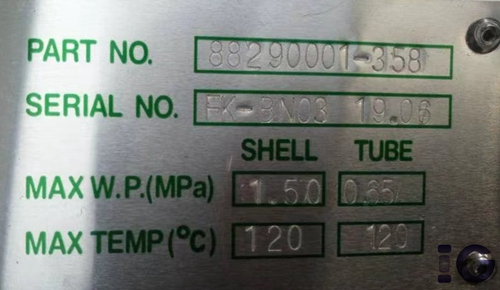 PART NO. 88290001-358
SERIAL NO. FK-BN03 19.06
SHELL TUBE
MAX W.P.(MPa) 1.50 0.65
MAX TEMP(°C) 120 120